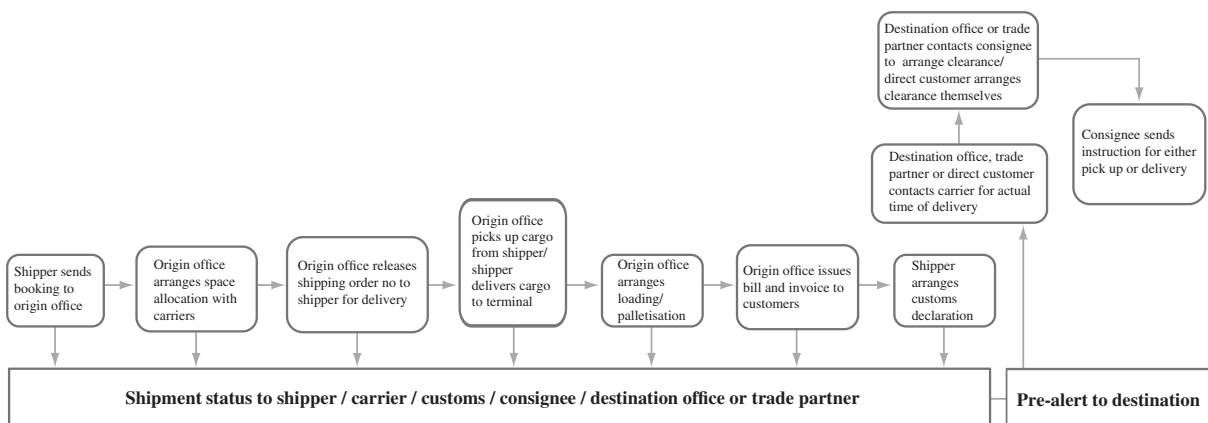 Destination office or trade
partner contacts consignee
to arrange clearance/
direct customer arranges
clearance themselves
Consignee sends
instruction for either
pick up or delivery
Destination office, trade
partner or direct customer
contacts carrier for actual
time of delivery
Shipper sends
booking to
origin office
Origin office
arranges space
allocation with
carriers
Origin office releases
shipping order no to
shipper for delivery
Origin office
picks up cargo
from shipper/
shipper
delivers cargo
to terminal
Origin office
arranges
loading/
palletisation
Origin office issues
bill and invoice to
customers
Shipper
arranges
customs
declaration
Shipment status to shipper / carrier / customs / consignee / destination office or trade partner
Pre-alert to destination